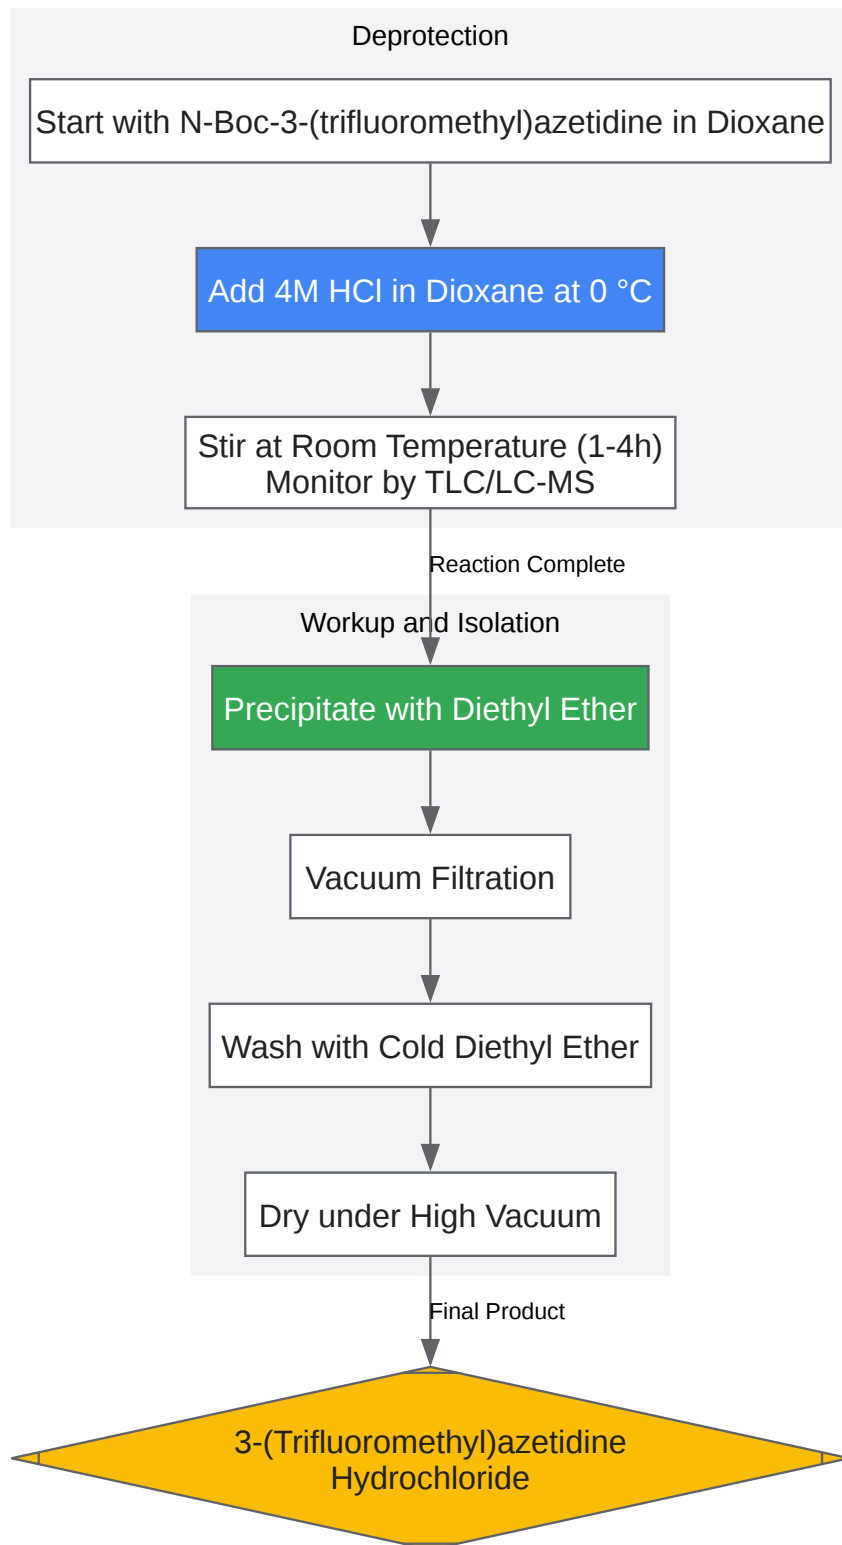 Deprotection
Start with N-Boc-3-(trifluoromethyl)azetidine in Dioxane
Add 4M HCl in Dioxane at 0 °C
Stir at Room Temperature (1-4h)
Monitor by TLC/LC-MS
Reaction Complete
Workup and Isolation
Precipitate with Diethyl Ether
Vacuum Filtration
Wash with Cold Diethyl Ether
Dry under High Vacuum
Final Product
3-(Trifluoromethyl)azetidine
Hydrochloride